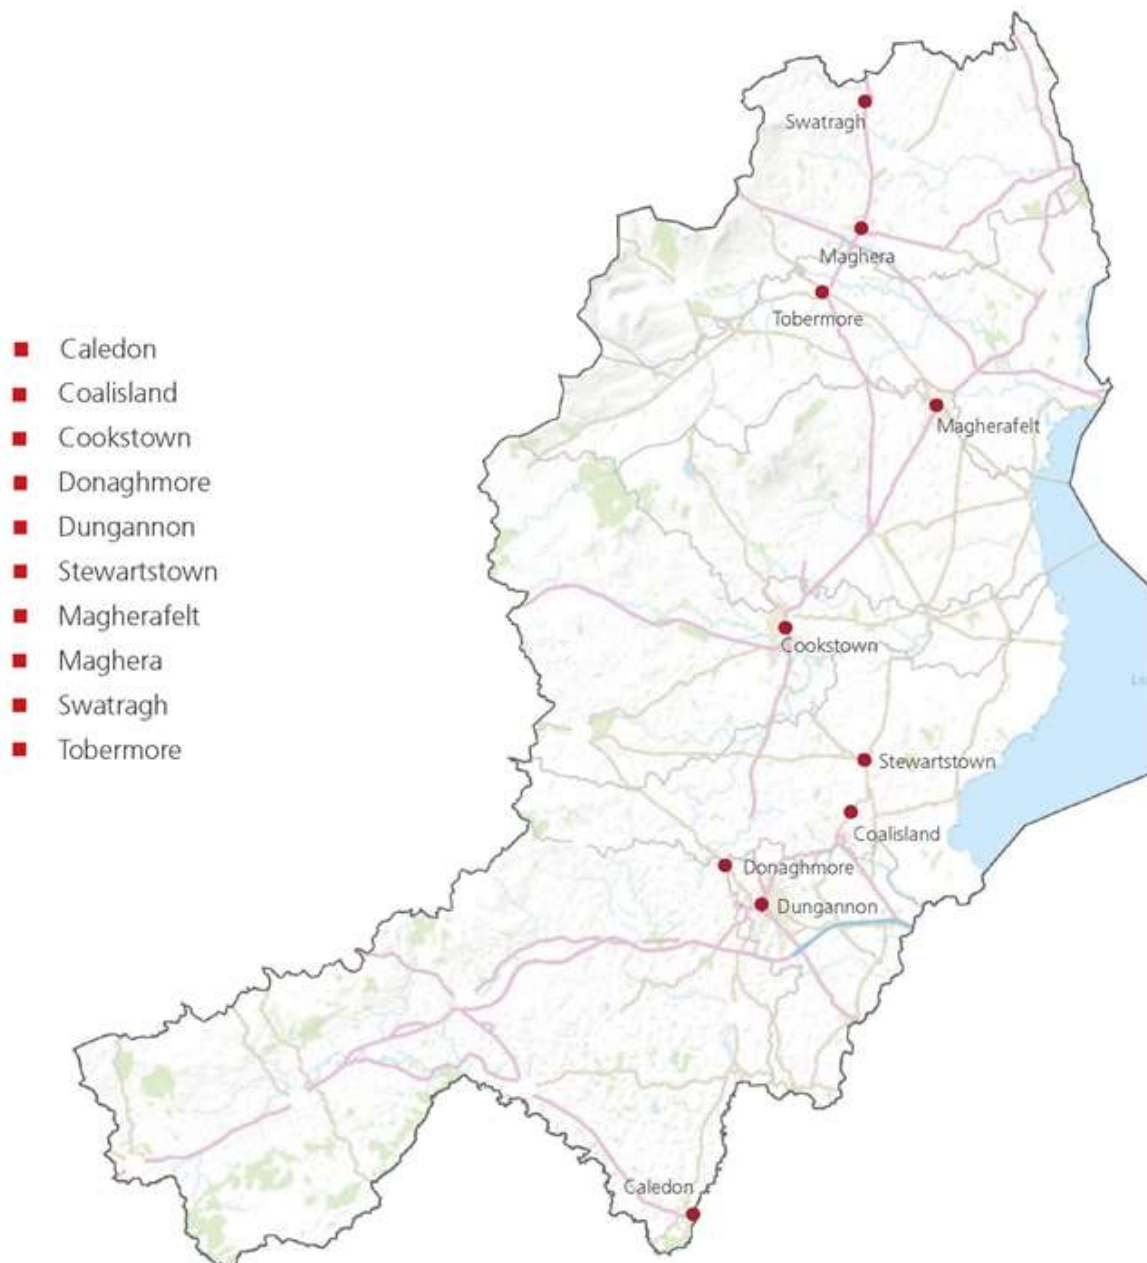 Caledon
Coalisland
Cookstown
Donaghmore
Dungannon
Stewartstown
Magherafelt
Maghera
Swatragh
Tobermore
Swatragh
Maghera
Tobermore
Magherafelt
Cookstown
Stewartstown
Coalisland
Donaghmore
Dungannon
Caledon